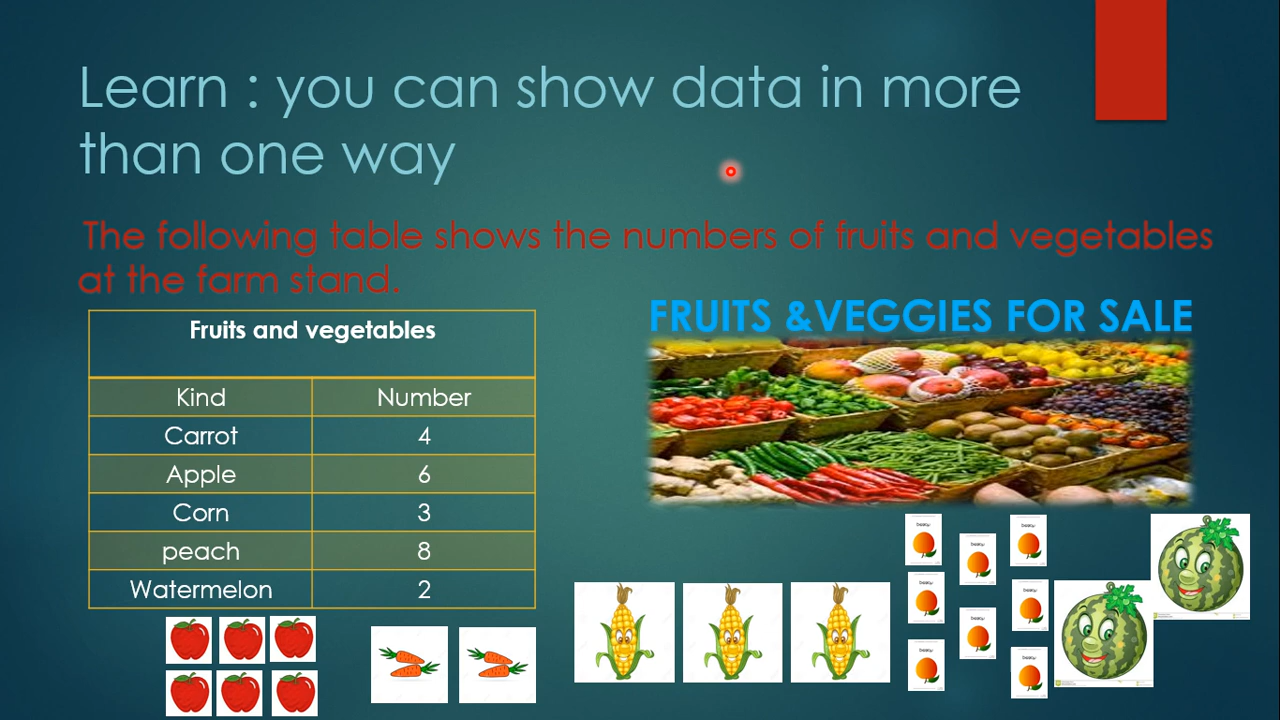 Learn : you can show data in more
than one way
The following table shows the numbers of fruits and vegetables
at the farm stand.
FRUITS &VEGGIES FOR SALE
Fruits and vegetables
Kind Number
Carrot 4
Apple 6
Corn 3
peach 8
Watermelon 2